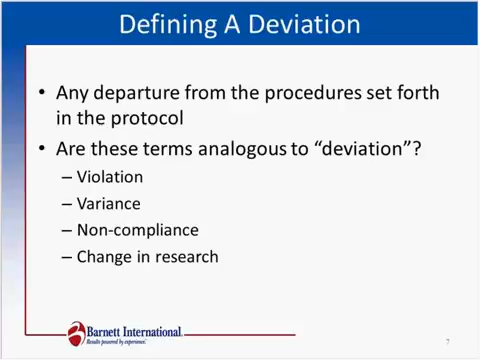 Defining A Deviation
• Any departure from the procedures set forth
in the protocol
• Are these terms analogous to “deviation”?
– Violation
– Variance
– Non-compliance
– Change in research
Barnett International
Results powered by experience.
7